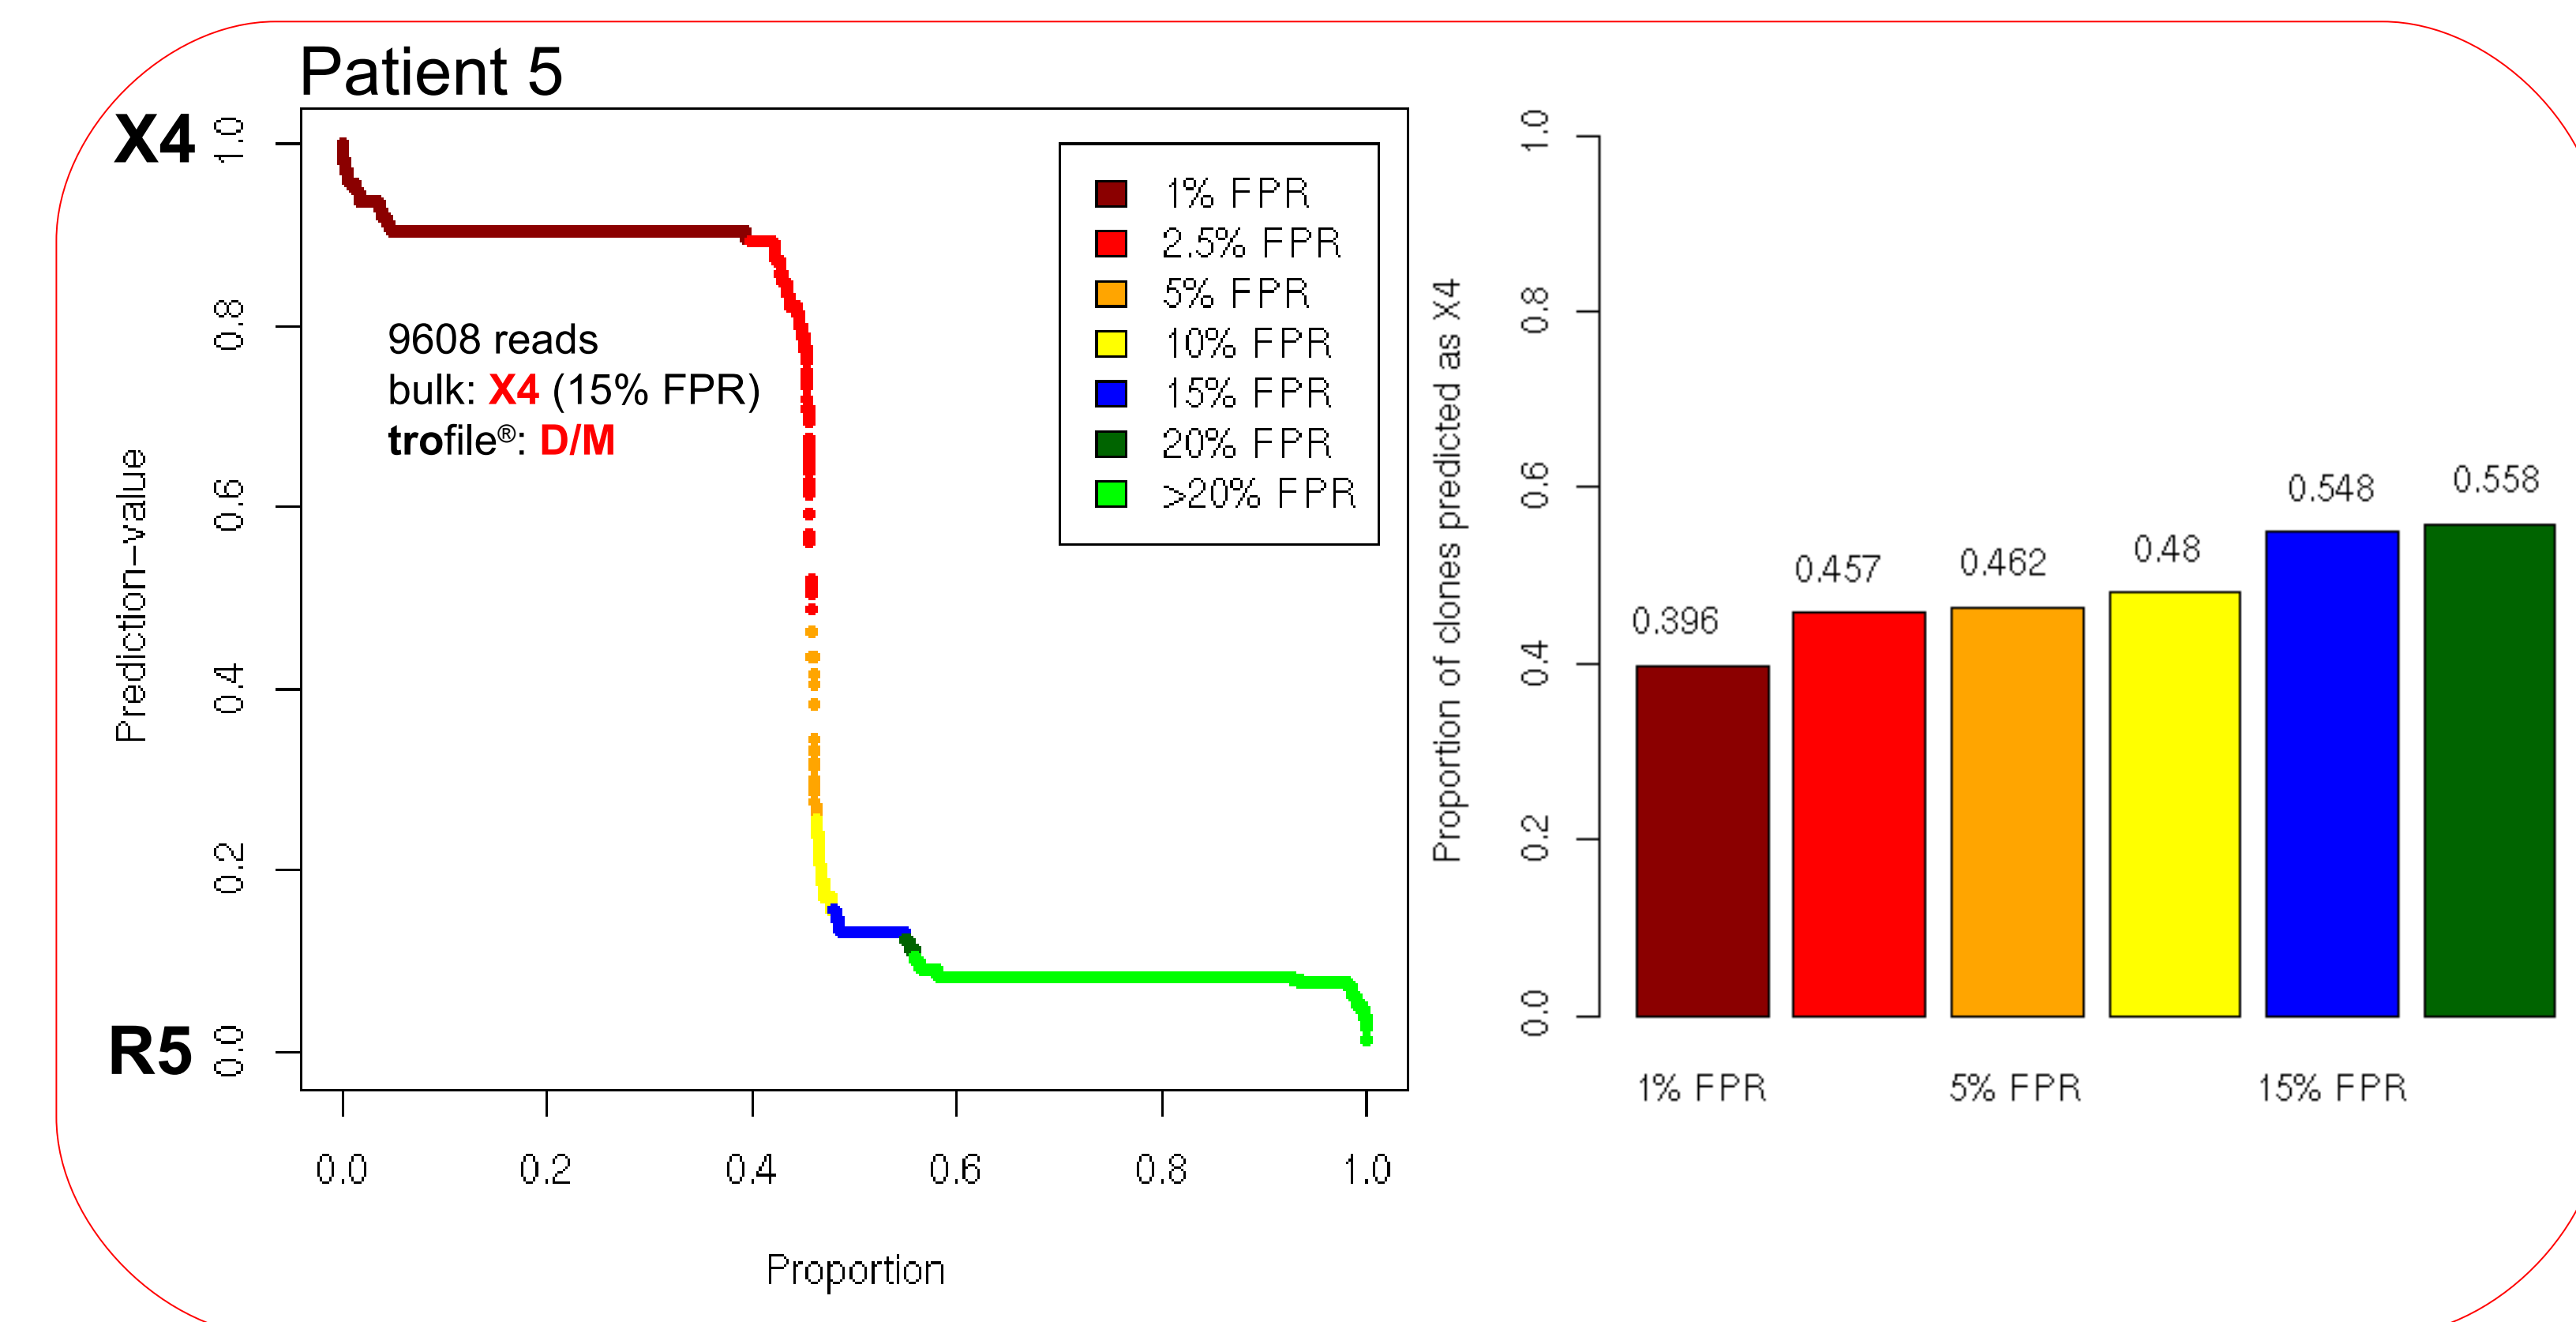 Patient 5
X4
R5
Prediction-value
1.0
0.8
0.6
0.4
0.2
0.0
9608 reads
bulk: X4 (15% FPR)
trofile®: D/M
1% FPR
2.5% FPR
5% FPR
10% FPR
15% FPR
20% FPR
>20% FPR
0.0 0.2 0.4 0.6 0.8 1.0
Proportion
Proportion of clones predicted as X4
1.0
0.8
0.6
0.4
0.2
0.0
0.396
0.457
0.462
0.48
0.548
0.558
1% FPR 5% FPR 15% FPR